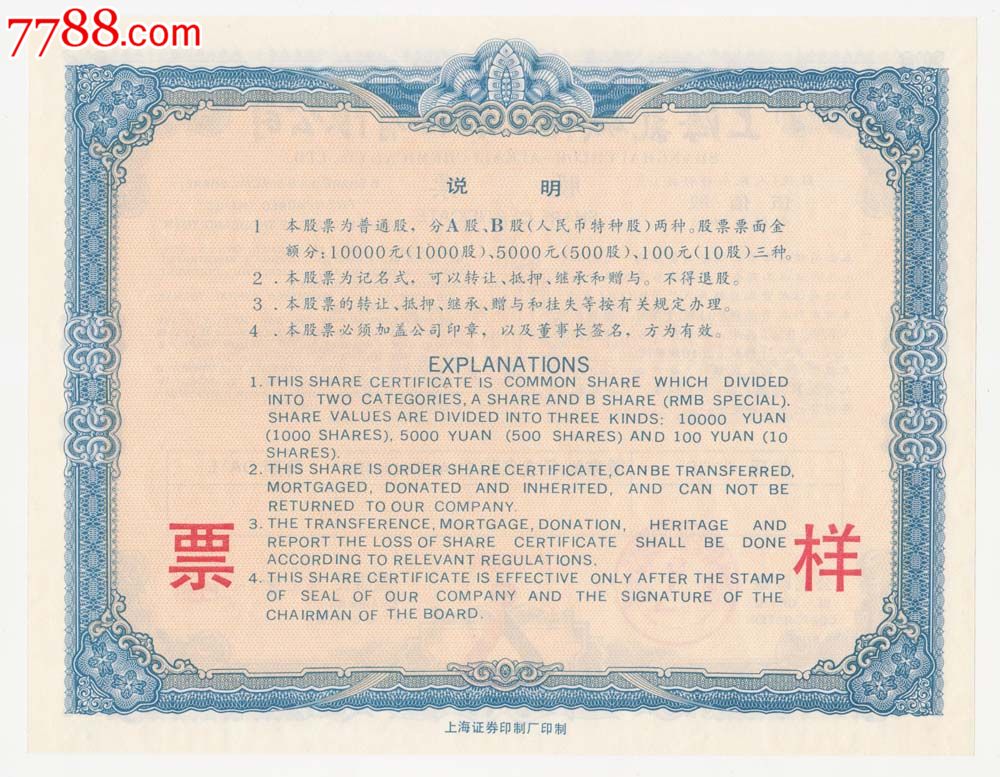 7788.com
说 明
1 本股票为普通股，分A股、B股(人民币特种股)两种。股票票面金
额分:10000元(1000股)、5000元(500股)、100元(10股)三种。
2 .本股票为记名式，可以转让、抵押、继承和赠与。不得退股。
3 .本股票的转让、抵押、继承、赠与和挂失等按有关规定办理。
4 .本股票必须加盖公司印章，以及董事长签名，方为有效。
EXPLANATIONS
1. THIS SHARE CERTIFICATE IS COMMON SHARE WHICH DIVIDED
INTO TWO CATEGORIES, A SHARE AND B SHARE (RMB SPECIAL).
SHARE VALUES ARE DIVIDED INTO THREE KINDS: 10000 YUAN
(1000 SHARES), 5000 YUAN (500 SHARES) AND 100 YUAN (10
SHARES).
2. THIS SHARE IS ORDER SHARE CERTIFICATE, CAN BE TRANSFERRED,
MORTGAGED, DONATED AND INHERITED, AND CAN NOT BE
RETURNED TO OUR COMPANY.
3. THE TRANSFERENCE, MORTGAGE, DONATION, HERITAGE AND
REPORT THE LOSS OF SHARE CERTIFICATE SHALL BE DONE
ACCORDING TO RELEVANT REGULATIONS.
4. THIS SHARE CERTIFICATE IS EFFECTIVE ONLY AFTER THE STAMP
OF SEAL OF OUR COMPANY AND THE SIGNATURE OF THE
CHAIRMAN OF THE BOARD.
票 样
上海证券印制厂印制